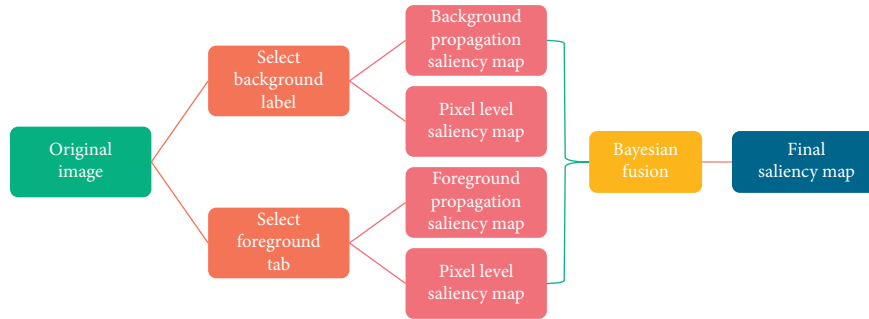 Original
image
Select
background
label
Select
foreground
tab
Background
propagation
saliency map
Pixel level
saliency map
Foreground
propagation
saliency map
Pixel level
saliency map
Bayesian
fusion
Final
saliency map